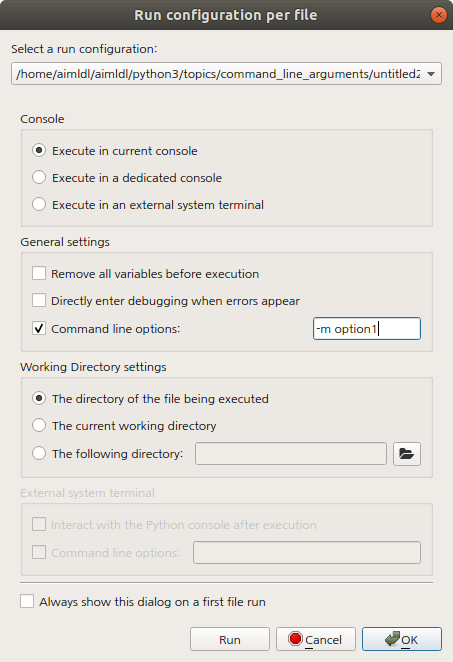 Run configuration per file
Select a run configuration:
/home/aimldl/aimldl/python3/topics/command_line_arguments/untitled2
Console
Execute in current console
Execute in a dedicated console
Execute in an external system terminal
General settings
Remove all variables before execution
Directly enter debugging when errors appear
Command line options: -m option1
Working Directory settings
The directory of the file being executed
The current working directory
The following directory:
External system terminal
Interact with the Python console after execution
Command line options:
Always show this dialog on a first file run
Run Cancel OK